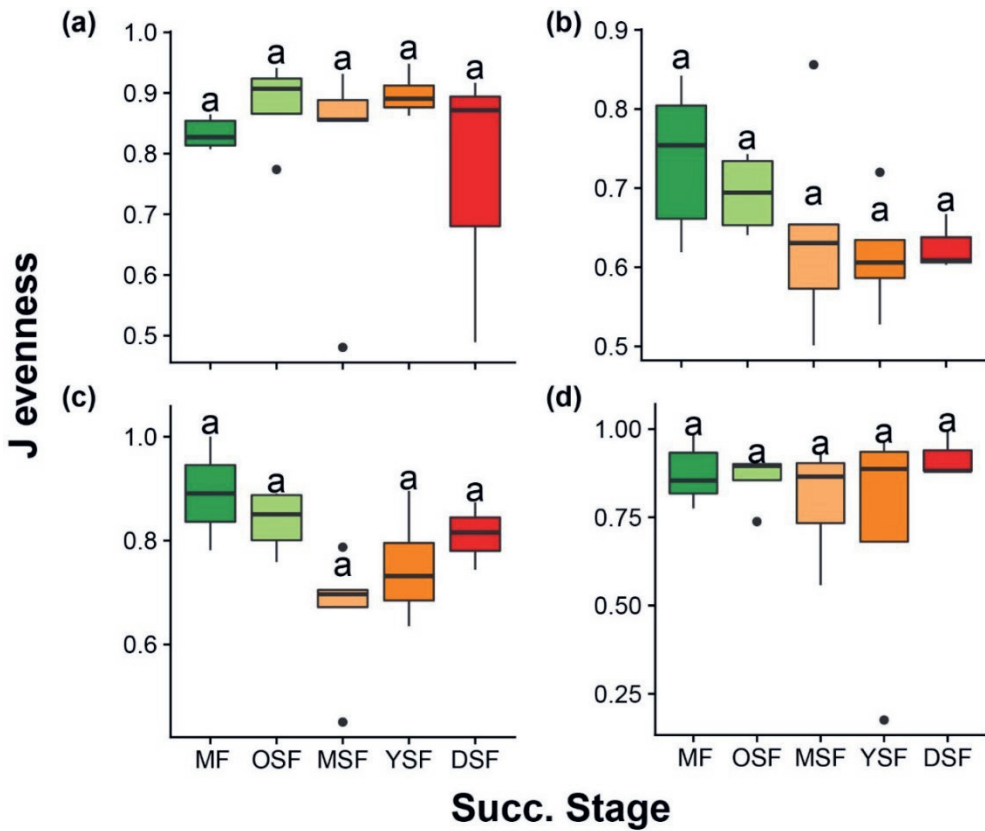 (a)
1.0
0.9
0.8
0.7
0.6
0.5
a a a a a
(b)
0.9
0.8
0.7
0.6
0.5
a a a a a
J evenness
(c)
1.0
0.8
0.6
a a a a a
MF OSF MSF YSF DSF
(d)
1.00
0.75
0.50
0.25
a a a a a
MF OSF MSF YSF DSF
Succ. Stage